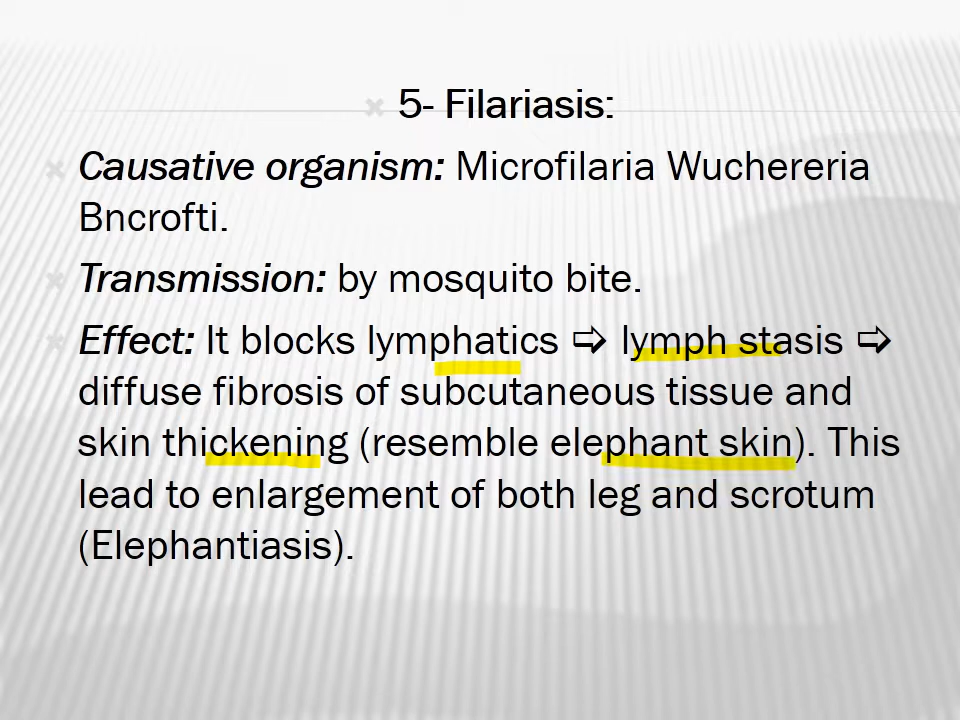 5- Filariasis:
Causative organism: Microfilaria Wuchereria
Bncrofti.
Transmission: by mosquito bite.
Effect: It blocks lymphatics ⇨ lymph stasis ⇨
diffuse fibrosis of subcutaneous tissue and
skin thickening (resemble elephant skin). This
lead to enlargement of both leg and scrotum
(Elephantiasis).